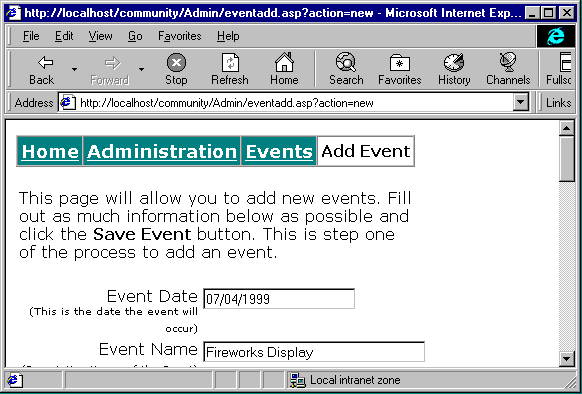 http://localhost/community/Admin/eventadd.asp?action=new - Microsoft Internet Exp...
File Edit View Go Favorites Help
Back Forward Stop Refresh Home Search Favorites History Channels Fullsc
Address http://localhost/community/Admin/eventadd.asp?action=new Links
Home Administration Events Add Event
This page will allow you to add new events. Fill
out as much information below as possible and
click the Save Event button. This is step one
of the process to add an event.
Event Date 07/04/1999
(This is the date the event will
occur)
Event Name Fireworks Display
Local intranet zone